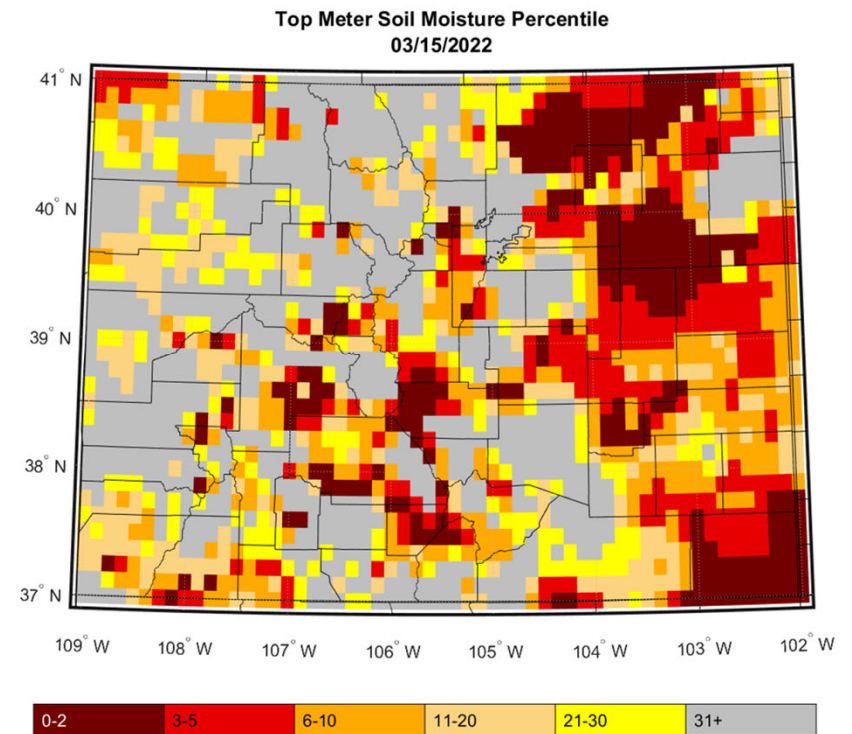 Top Meter Soil Moisture Percentile
03/15/2022
41° N
40° N
39° N
38° N
37° N
109° W 108° W 107° W 106° W 105° W 104° W 103° W 102° W
0-2 3-5 6-10 11-20 21-30 31+